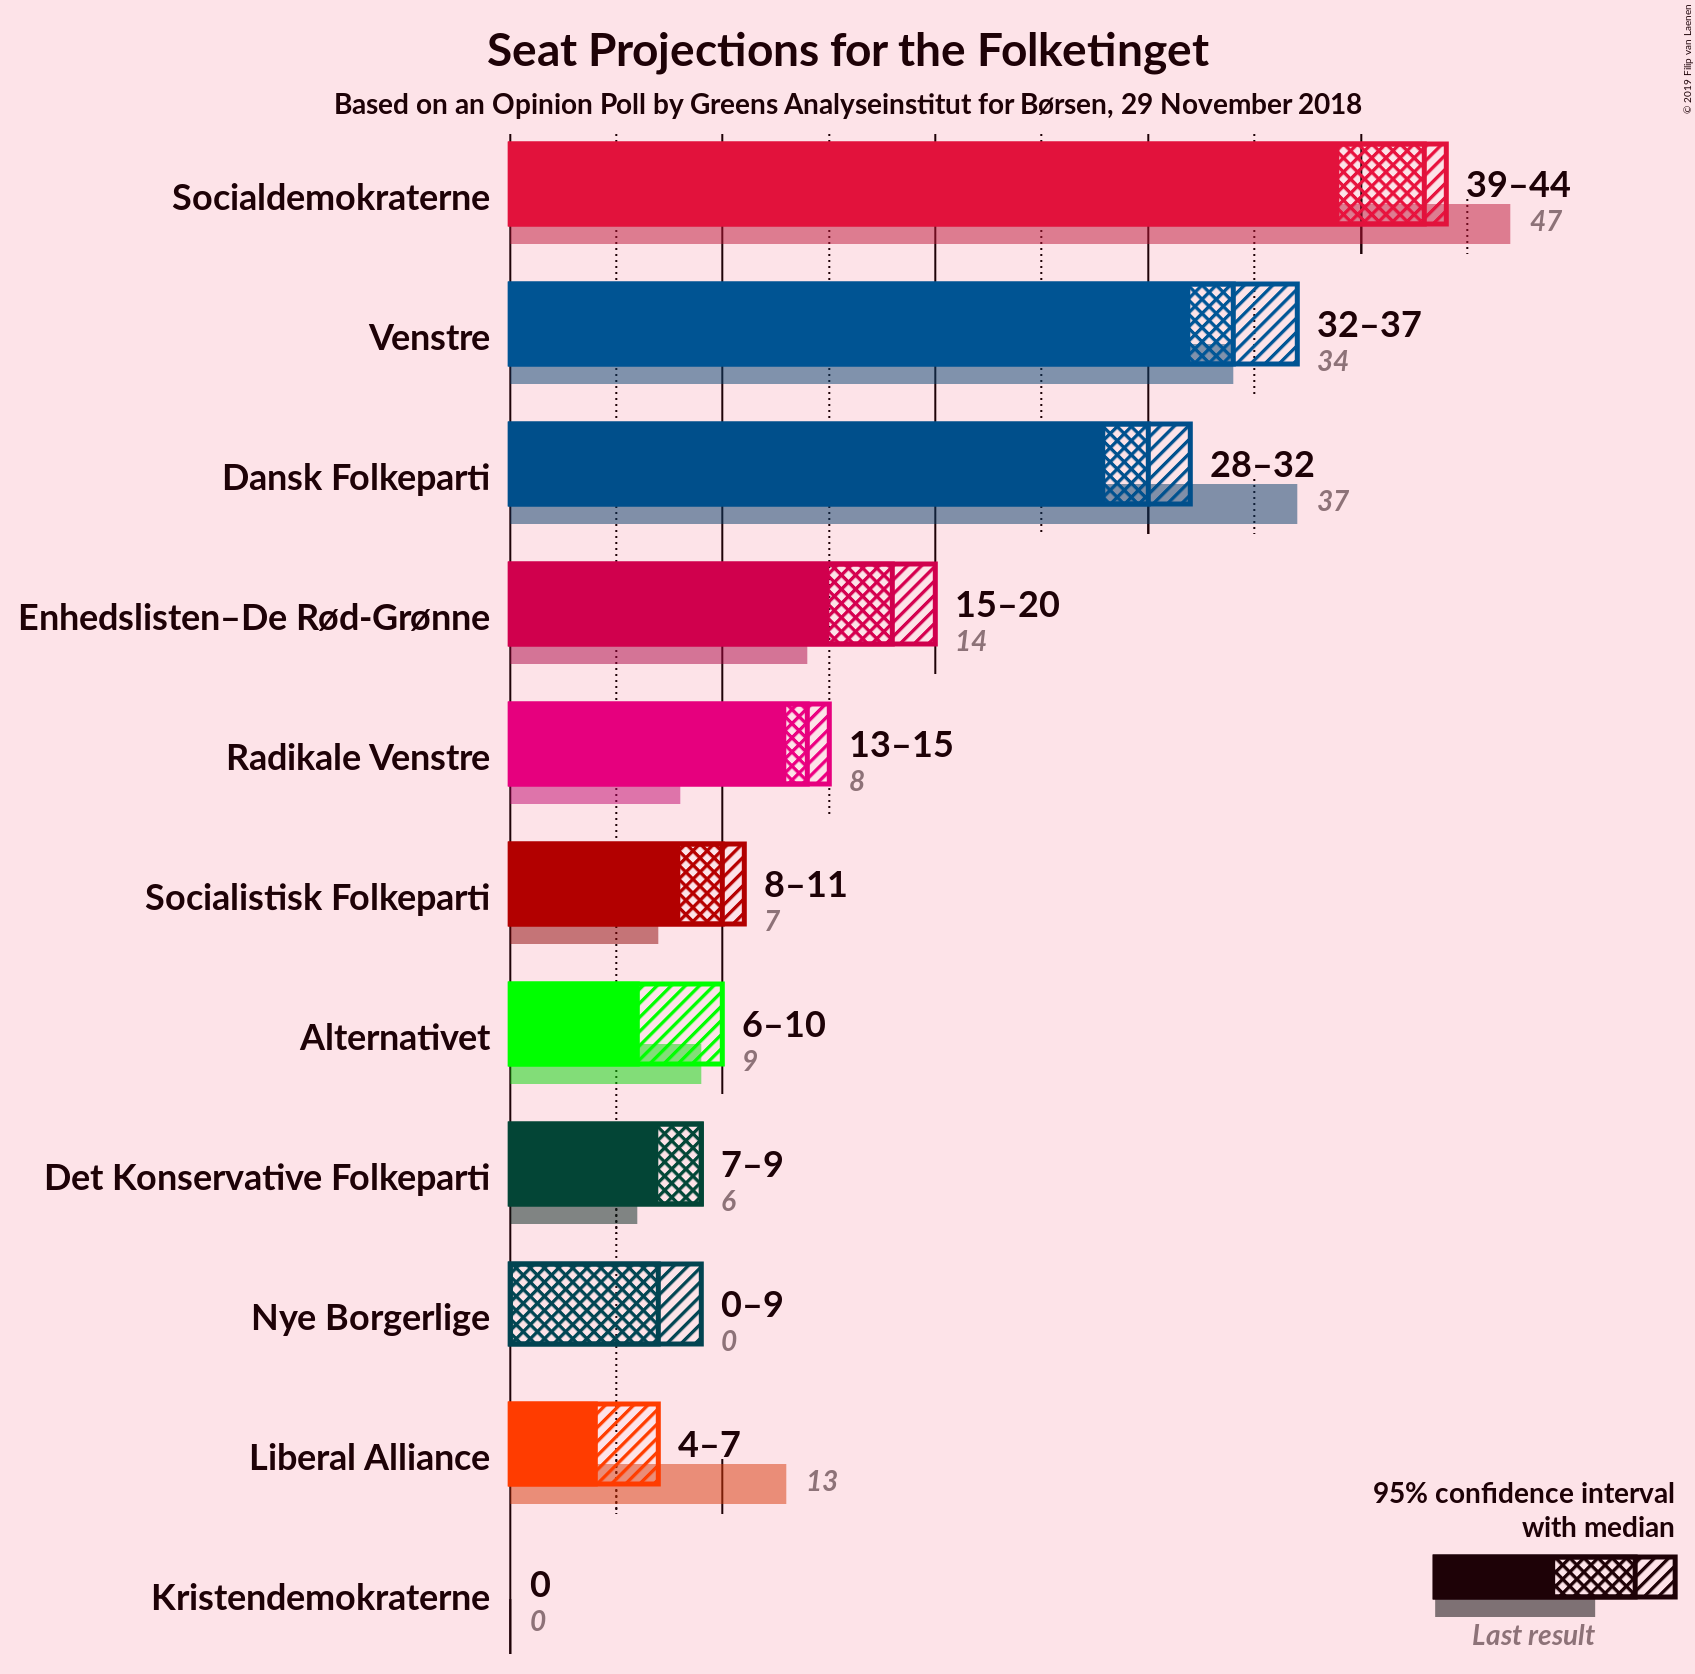 Seat Projections for the Folketinget
Based on an Opinion Poll by Greens Analyseinstitut for Børsen, 29 November 2018
© 2019 Filip van Laenen
Socialdemokraterne
39–44
47
Venstre
32–37
34
Dansk Folkeparti
28–32
37
Enhedslisten–De Rød-Grønne
15–20
14
Radikale Venstre
13–15
8
Socialistisk Folkeparti
8–11
7
Alternativet
6–10
9
Det Konservative Folkeparti
7–9
6
Nye Borgerlige
0–9
0
Liberal Alliance
4–7
13
Kristendemokraterne
0
0
95% confidence interval
with median
Last result